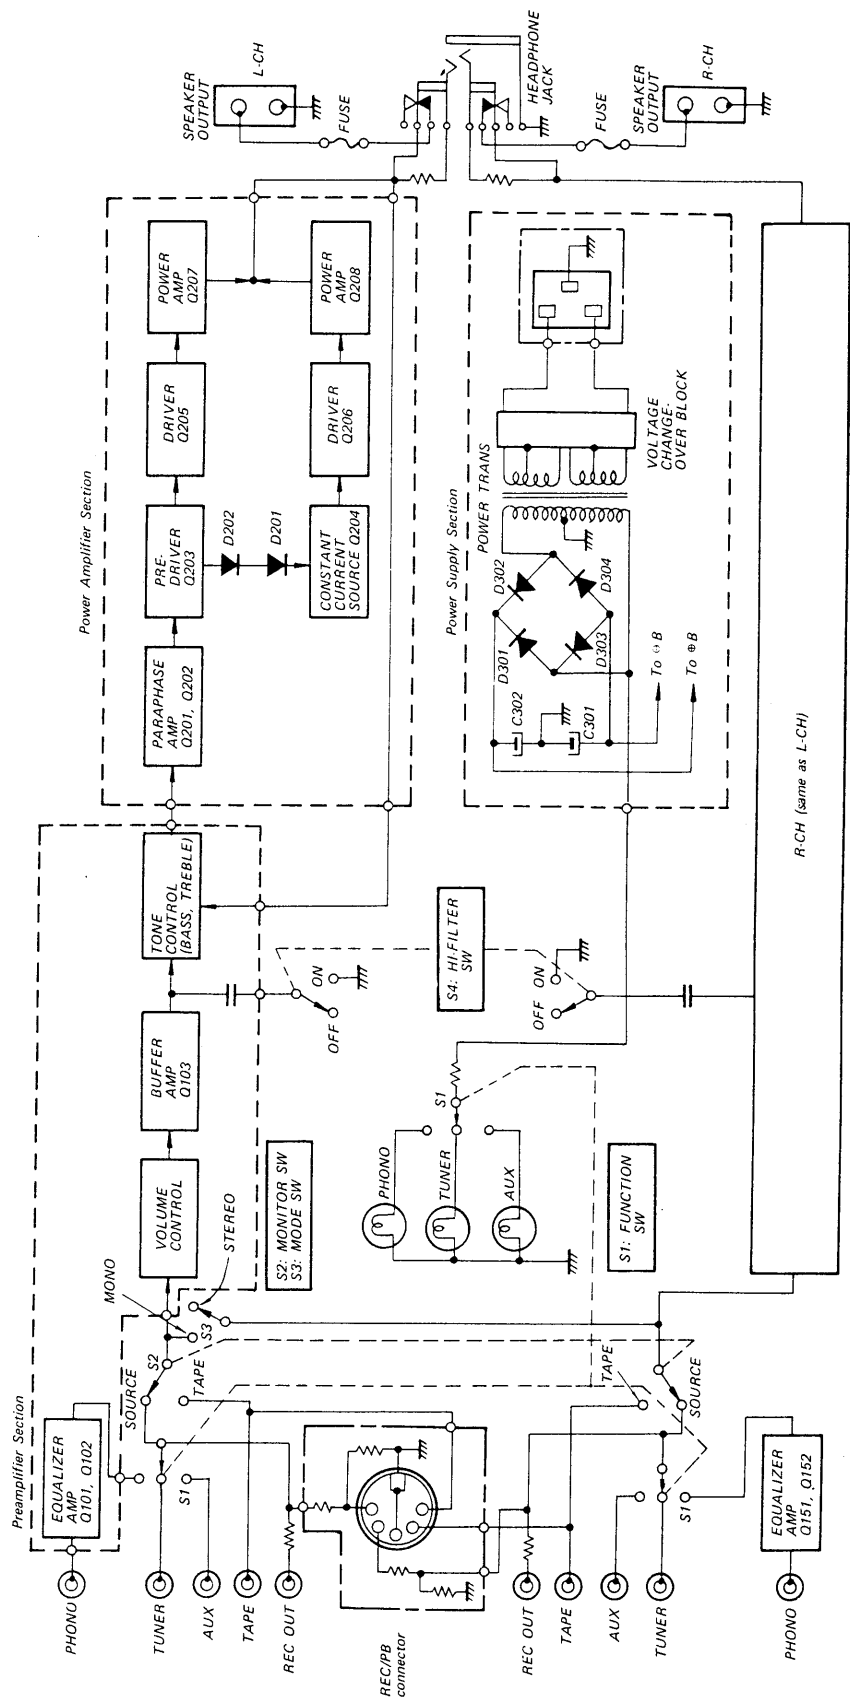 Preamplifier Section
PHONO
EQUALIZER
AMP
Q101, Q102
TUNER
AUX
TAPE
REC OUT
S1
SOURCE
TAPE
S2
MONO
S3
STEREO
VOLUME
CONTROL
BUFFER
AMP
Q103
TONE
CONTROL
(BASS, TREBLE)
S2: MONITOR SW
S3: MODE SW
OFF
ON
S4: HI-FILTER
SW
OFF
ON
Power Amplifier Section
PARAPHASE
AMP
Q201, Q202
PRE-
DRIVER
Q203
DRIVER
Q205
POWER
AMP
Q207
D202
D201
CONSTANT
CURRENT
SOURCE Q204
DRIVER
Q206
POWER
AMP
Q208
SPEAKER
OUTPUT
L-CH
FUSE
HEADPHONE
JACK
FUSE
SPEAKER
OUTPUT
R-CH
Power Supply Section
POWER TRANS
D302
D304
D301
D303
C302
C301
To ⊖ B
To ⊕ B
VOLTAGE
CHANGE-
OVER BLOCK
PHONO
TUNER
AUX
S1
S1: FUNCTION
SW
REC/PB
connector
REC OUT
TAPE
AUX
TUNER
PHONO
TAPE
SOURCE
S1
EQUALIZER
AMP
Q151, Q152
R-CH (same as L-CH)